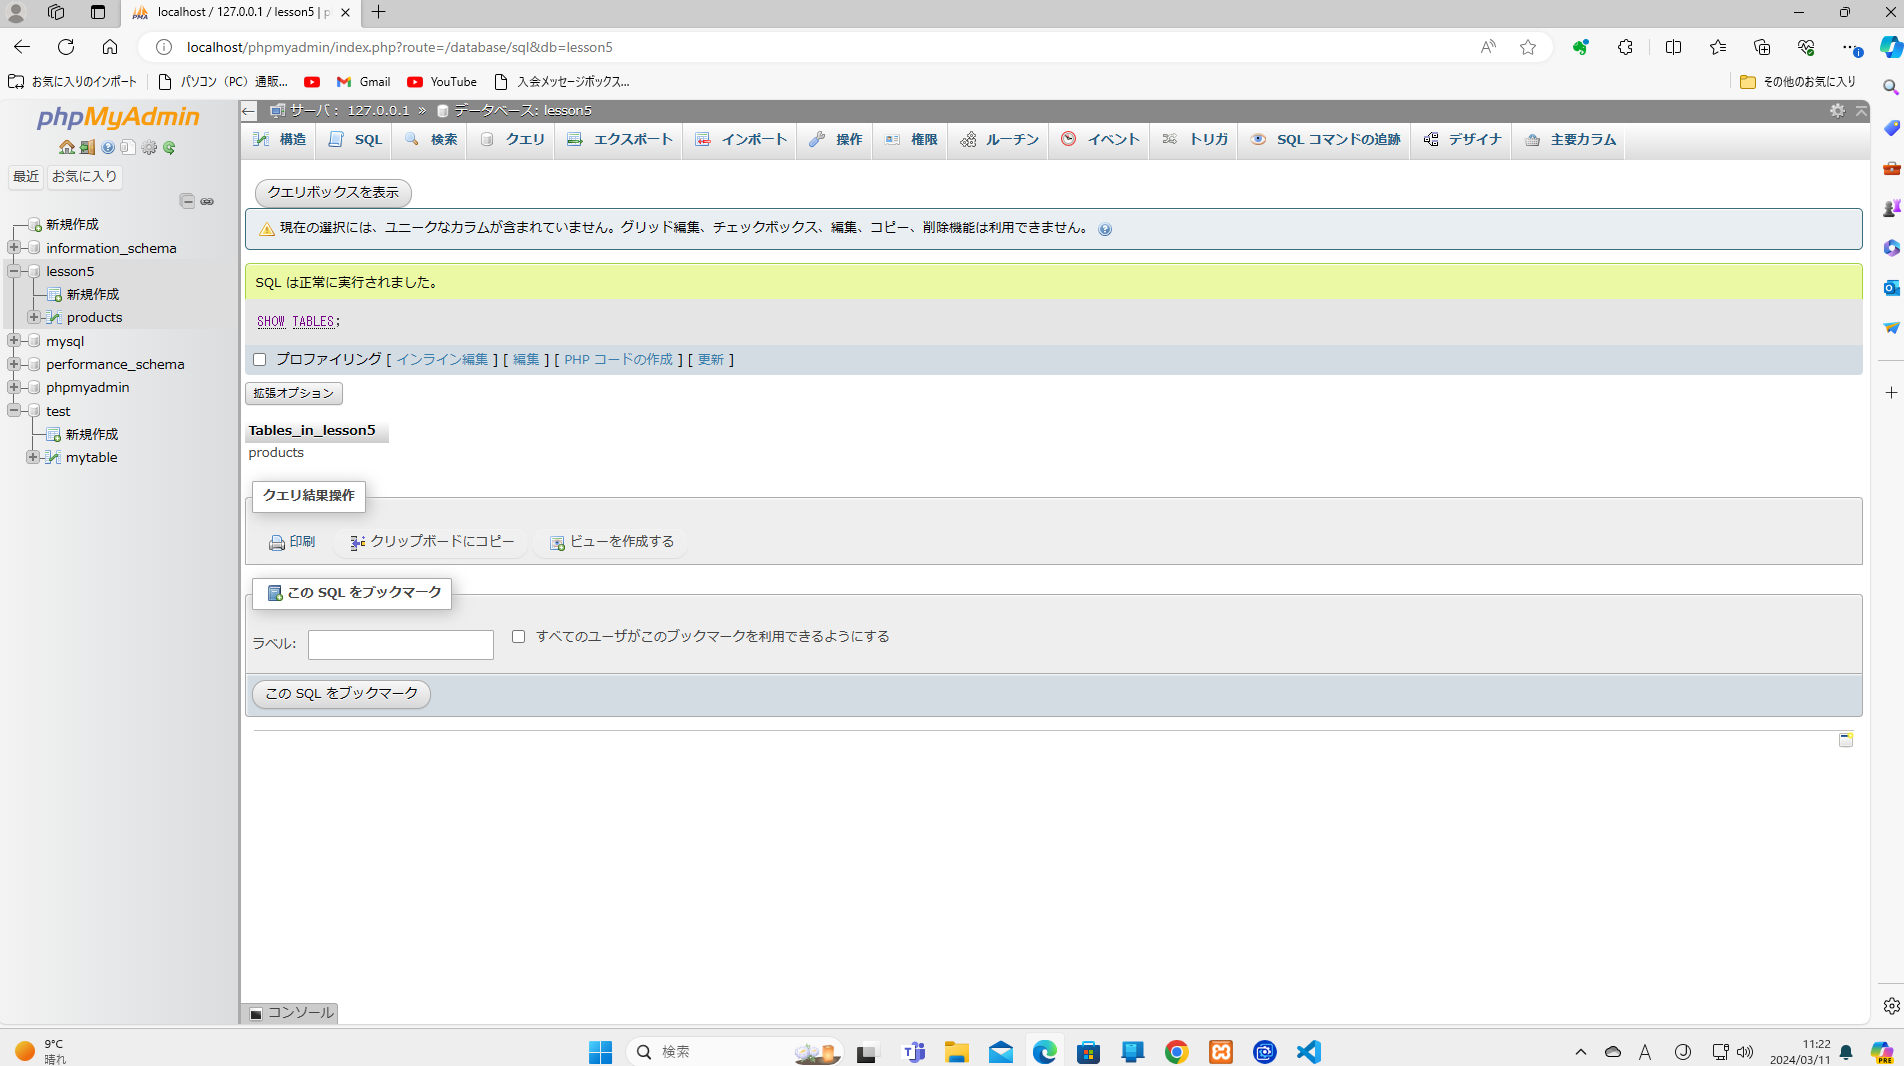 localhost / 127.0.0.1 / lesson5 | p
localhost/phpmyadmin/index.php?route=/database/sql&db=lesson5
お気に入りのインポート
パソコン（PC）通販...
Gmail
YouTube
入会メッセージボックス...
その他のお気に入り
phpMyAdmin
最近
お気に入り
新規作成
information_schema
lesson5
新規作成
products
mysql
performance_schema
phpmyadmin
test
新規作成
mytable
サーバ： 127.0.0.1 » データベース: lesson5
構造
SQL
検索
クエリ
エクスポート
インポート
操作
権限
ルーチン
イベント
トリガ
SQL コマンドの追跡
デザイナ
主要カラム
クエリボックスを表示
現在の選択には、ユニークなカラムが含まれていません。グリッド編集、チェックボックス、編集、コピー、削除機能は利用できません。
SQL は正常に実行されました。
SHOW TABLES;
プロファイリング [ インライン編集 ] [ 編集 ] [ PHP コードの作成 ] [ 更新 ]
拡張オプション
Tables_in_lesson5
products
クエリ結果操作
印刷
クリップボードにコピー
ビューを作成する
この SQL をブックマーク
ラベル:
すべてのユーザがこのブックマークを利用できるようにする
この SQL をブックマーク
コンソール
9°C
晴れ
検索
A
11:22
2024/03/11
PRE